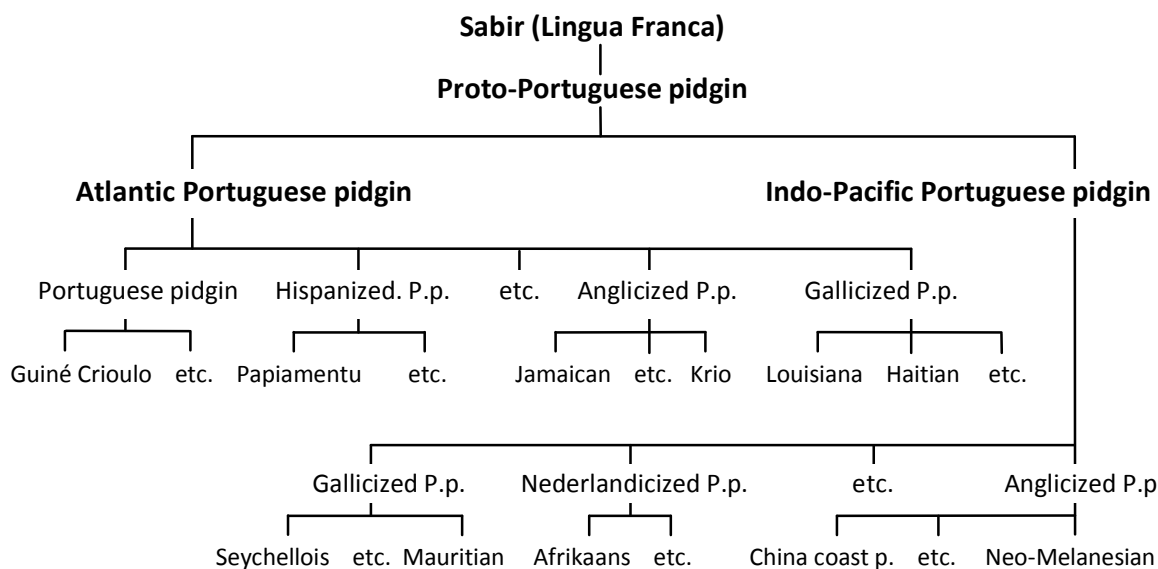 Sabir (Lingua Franca)
Proto-Portuguese pidgin
Atlantic Portuguese pidgin Indo-Pacific Portuguese pidgin
Portuguese pidgin Hispanized. P.p. etc. Anglicized P.p. Gallicized P.p.
Guiné Crioulo etc. Papiamentu etc. Jamaican etc. Krio Louisiana Haitian etc.
Gallicized P.p. Nederlandicized P.p. etc. Anglicized P.p
Seychellois etc. Mauritian Afrikaans etc. China coast p. etc. Neo-Melanesian